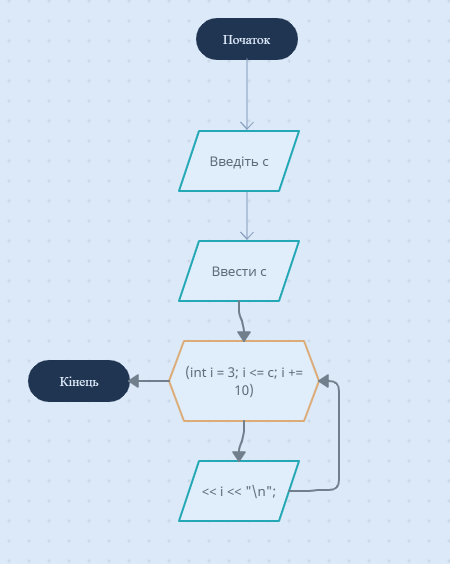 Початок
Введіть с
Ввести с
(int i = 3; i <= c; i +=
10)
Кінець
<< i << "\n";